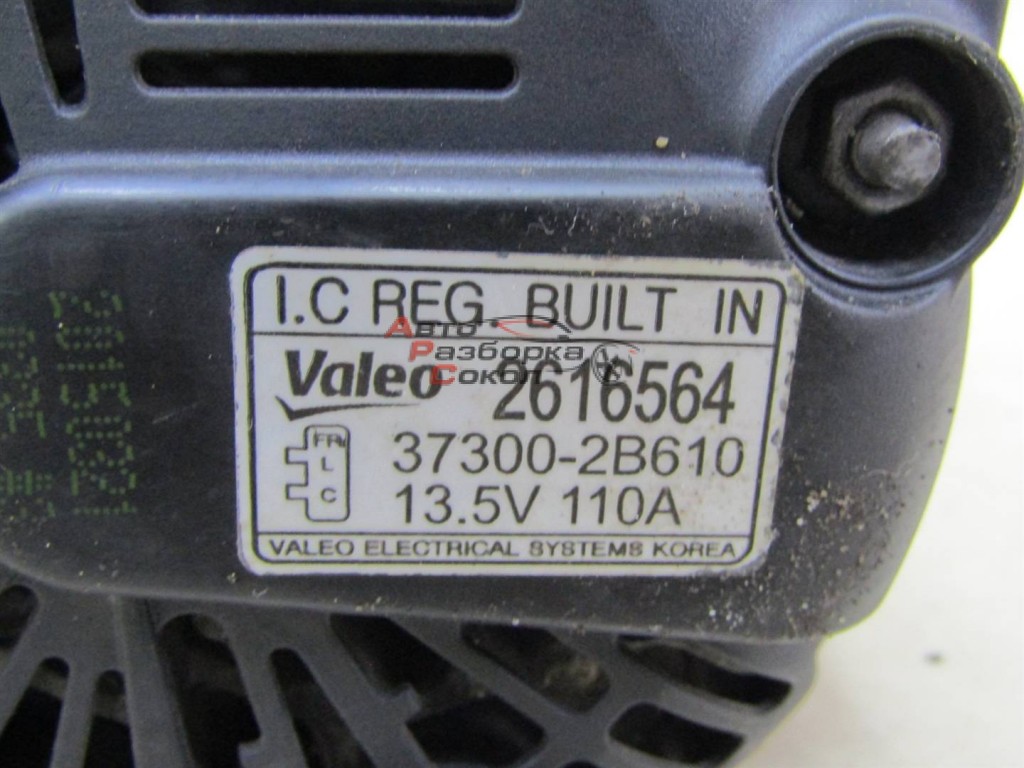 I.C REG. BUILT IN
Авто
Разборка
Сокол
Valeo 2616564
FR
L
C
37300-2B610
13.5V 110A
VALEO ELECTRICAL SYSTEMS KOREA